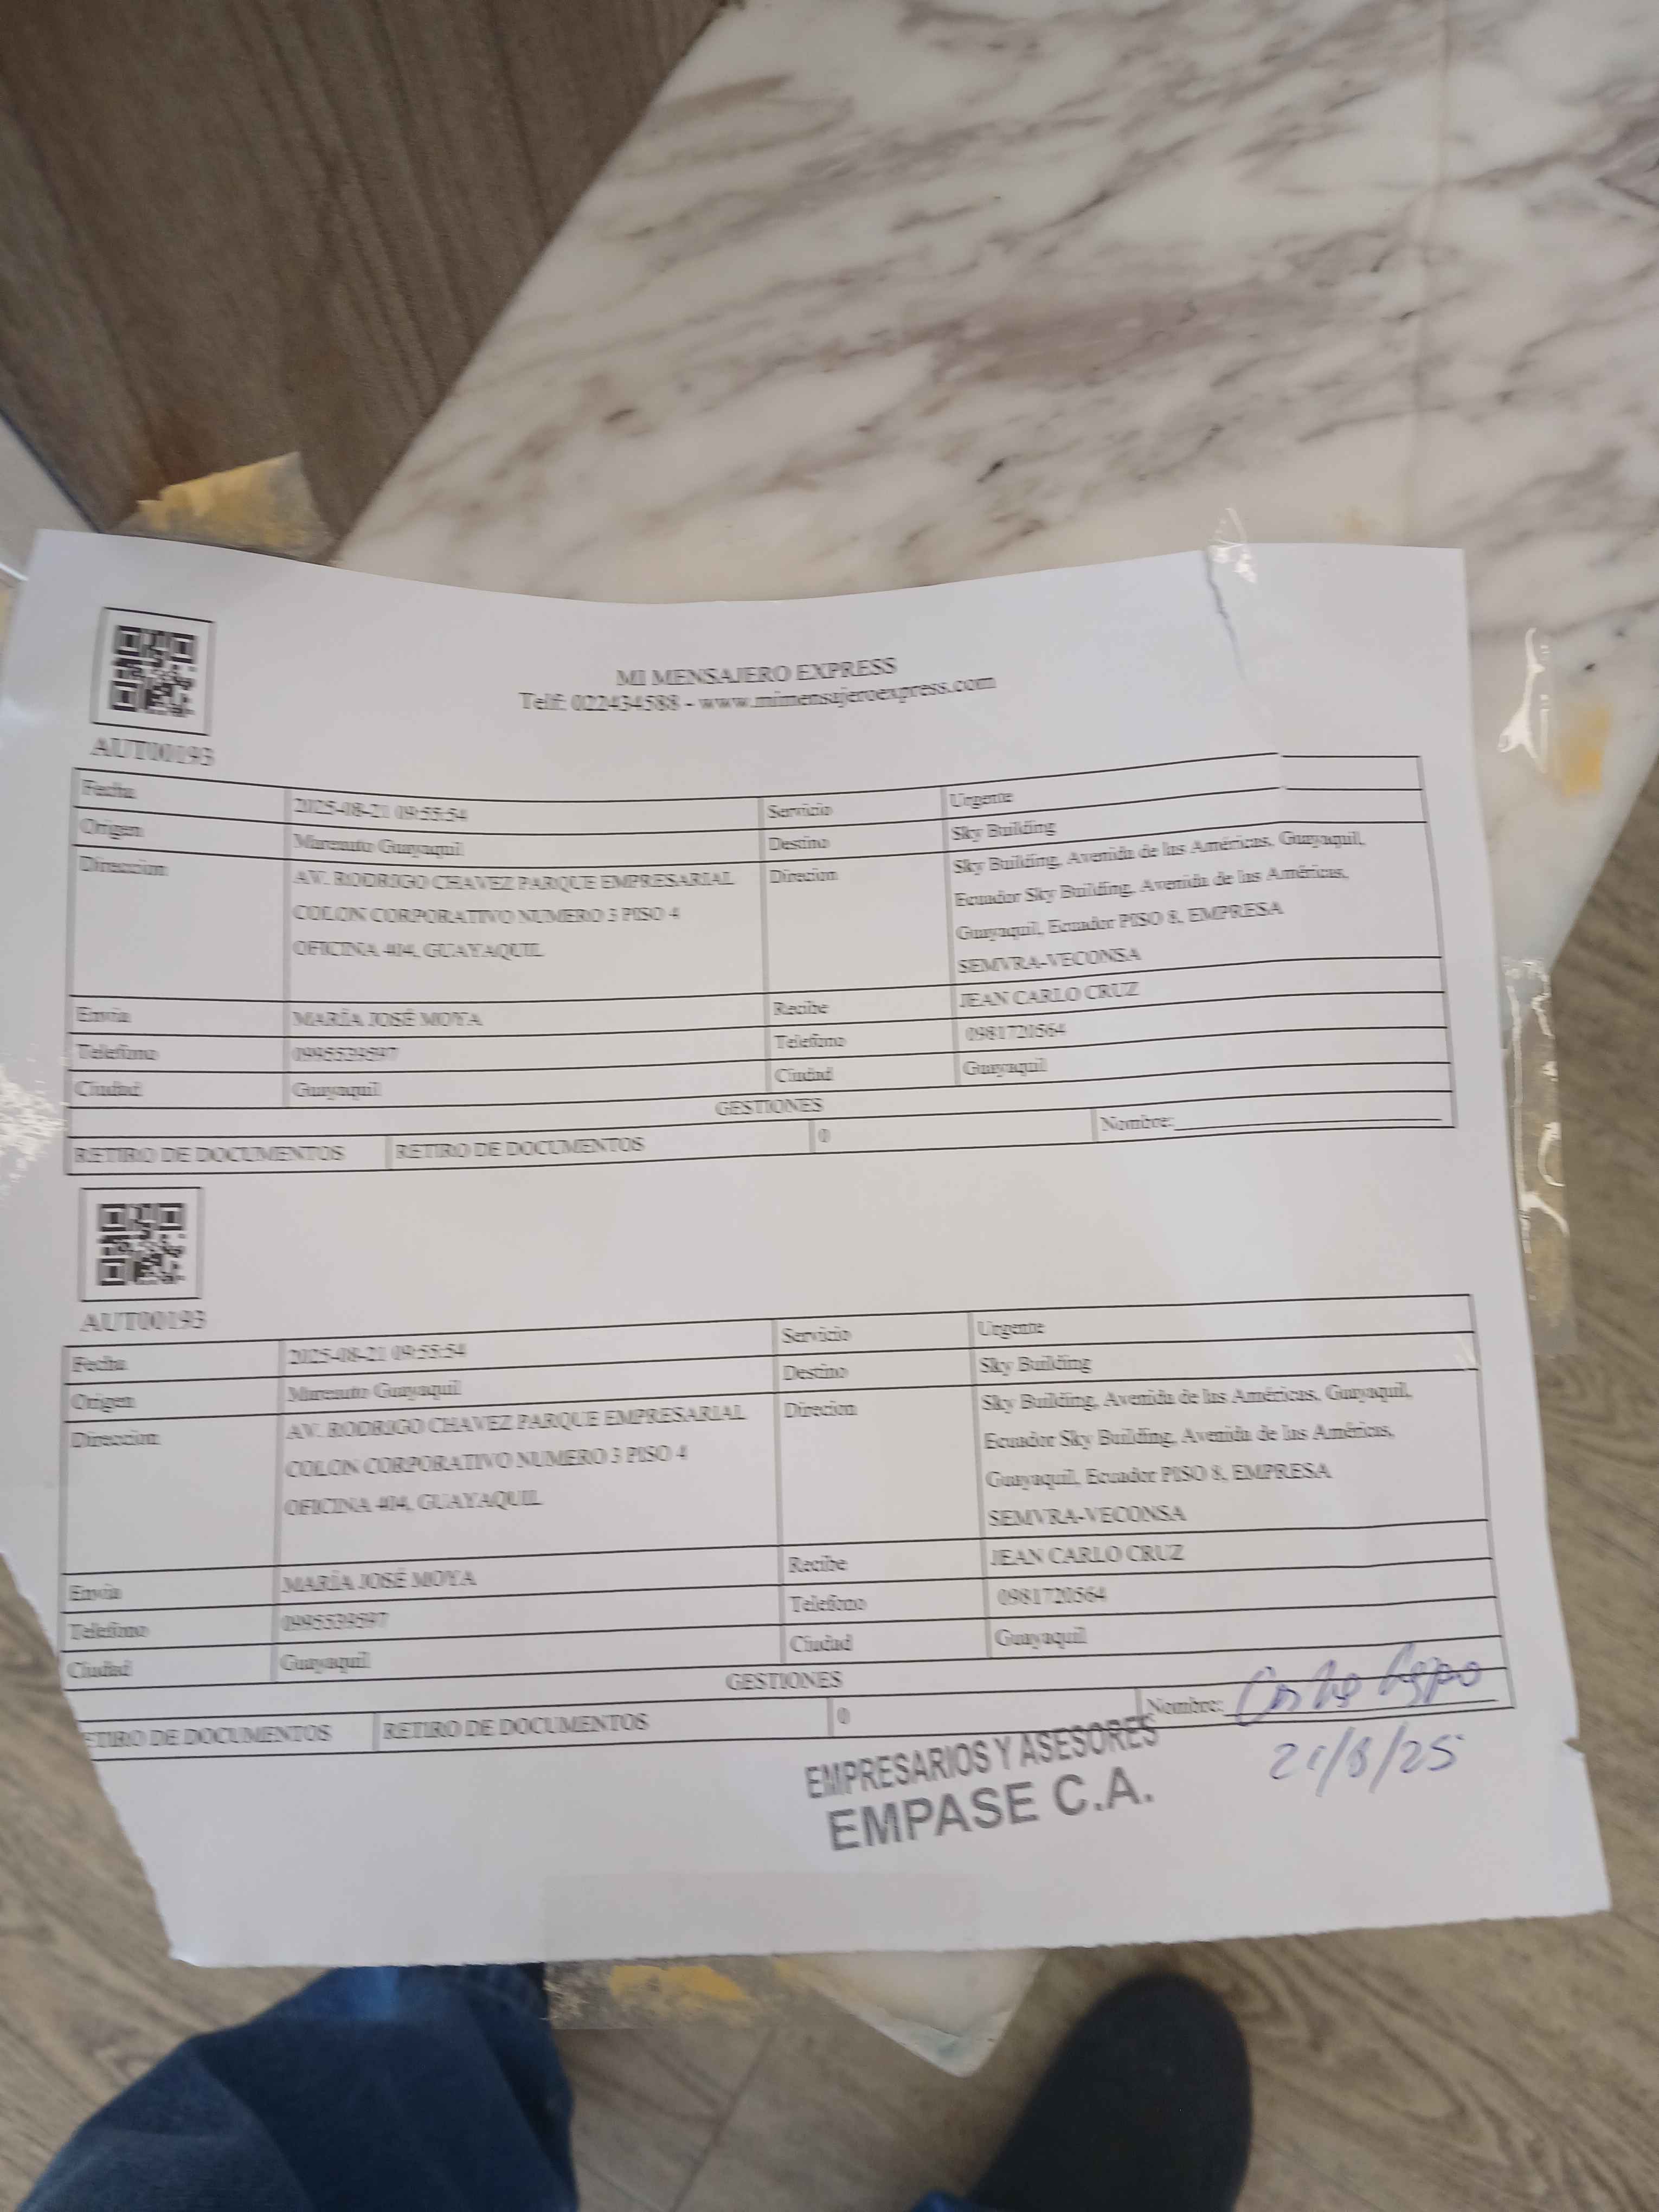 MI MENSAJERO EXPRESS
Telf: 022434588 - www.mimensajeroexpress.com
AUT00193
Fecha 2025-08-21 09:55:54 Servicio Urgente
Origen Maresuto Guayaquil Destino Sky Building
Direccion AV. RODRIGO CHAVEZ PARQUE EMPRESARIAL Direcion Sky Building, Avenida de las Américas, Guayaquil,
COLON CORPORATIVO NUMERO 3 PISO 4 Ecuador Sky Building, Avenida de las Américas,
OFICINA 404, GUAYAQUIL Guayaquil, Ecuador PISO 8, EMPRESA
SEMVRA-VECONSA
Envia MARÍA JOSÉ MOYA Recibe JEAN CARLO CRUZ
Telefono Telefono 0981720564
Ciudad Guayaquil Ciudad Guayaquil
GESTIONES
RETIRO DE DOCUMENTOS RETIRO DE DOCUMENTOS 0 Nombre:
AUT00193
Fecha 2025-08-21 09:55:54 Servicio Urgente
Origen Maresuto Guayaquil Destino Sky Building
Direccion AV. RODRIGO CHAVEZ PARQUE EMPRESARIAL Direcion Sky Building, Avenida de las Américas, Guayaquil,
COLON CORPORATIVO NUMERO 3 PISO 4 Ecuador Sky Building, Avenida de las Américas,
OFICINA 404, GUAYAQUIL Guayaquil, Ecuador PISO 8, EMPRESA
SEMVRA-VECONSA
Envia MARÍA JOSÉ MOYA Recibe JEAN CARLO CRUZ
Telefono Telefono 0981720564
Ciudad Guayaquil Ciudad Guayaquil
GESTIONES
ETIRO DE DOCUMENTOS RETIRO DE DOCUMENTOS 0 Nombre:
21/8/25
EMPRESARIOS Y ASESORES
EMPASE C.A.